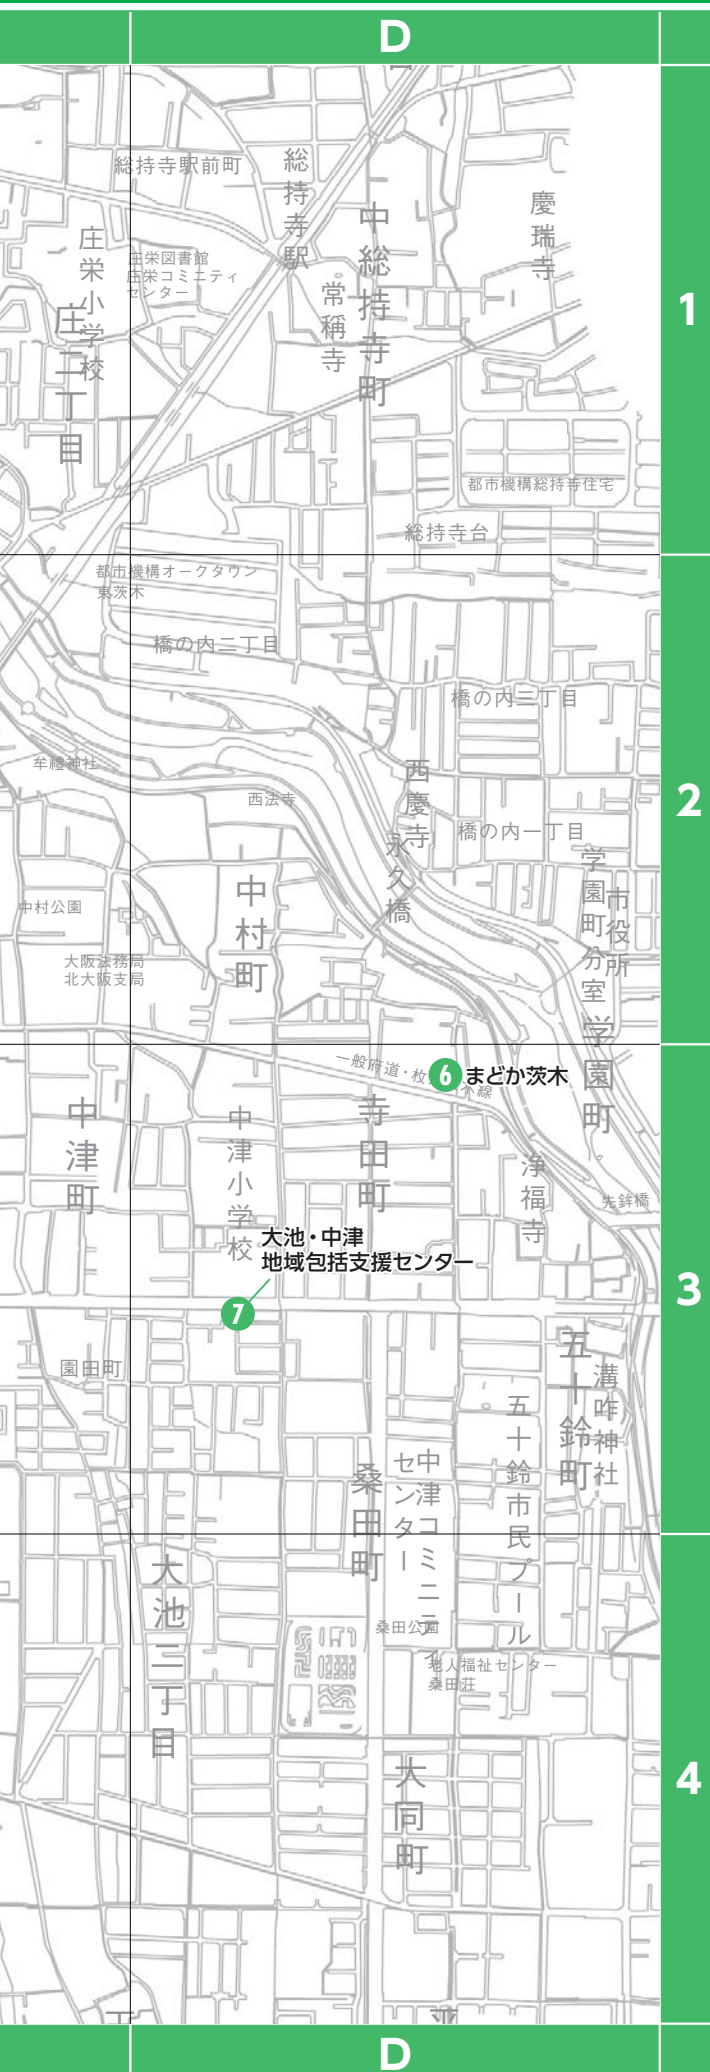 D
総持寺駅前町
総持寺駅
中総持寺町
慶瑞寺
庄栄小学校
庄栄図書館
庄栄コミニティ
センター
常稱寺
庄二丁目
1
都市機構総持寺住宅
総持寺台
都市機構オークタウン
東茨木
橋の内二丁目
橋の内三丁目
牟禮神社
西慶寺
西法寺
2
橋の内一丁目
永久橋
学園町分室
市役所
中村町
中村公園
大阪法務局
北大阪支局
学園町
一般府道・枚
木線
6 まどか茨木
中津町
中津小学校
寺田町
浄福寺
先鉾橋
大池・中津
地域包括支援センター
7
3
五十鈴町
溝咋神社
園田町
五十鈴市民プール
桑田町
中津コミニティ
センター
大池二丁目
桑田公園
老人福祉センター
桑田荘
大同町
4
D